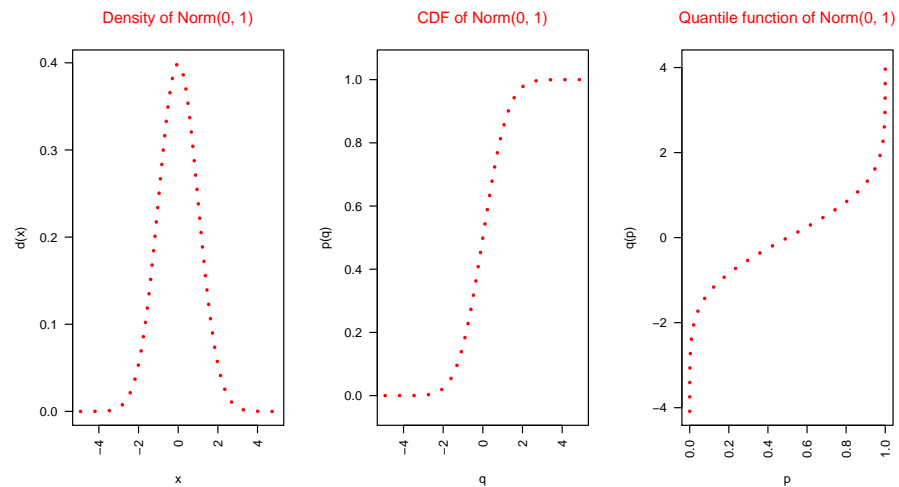 Density of Norm(0, 1)
d(x)
0.4
0.3
0.2
0.1
0.0
−4 −2 0 2 4
x
CDF of Norm(0, 1)
p(q)
1.0
0.8
0.6
0.4
0.2
0.0
−4 −2 0 2 4
q
Quantile function of Norm(0, 1)
q(p)
4
2
0
−2
−4
0.0 0.2 0.4 0.6 0.8 1.0
p